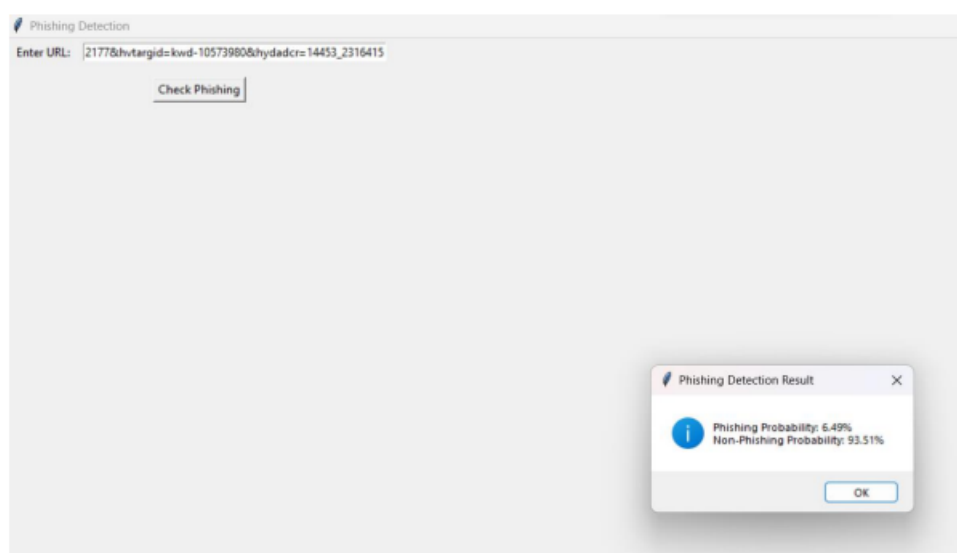 Phishing Detection
Enter URL: 2177&hvtargid=kwd-10573980&hydadcr=14453_2316415
Check Phishing
Phishing Detection Result
Phishing Probability: 6.49%
Non-Phishing Probability: 93.51%
OK